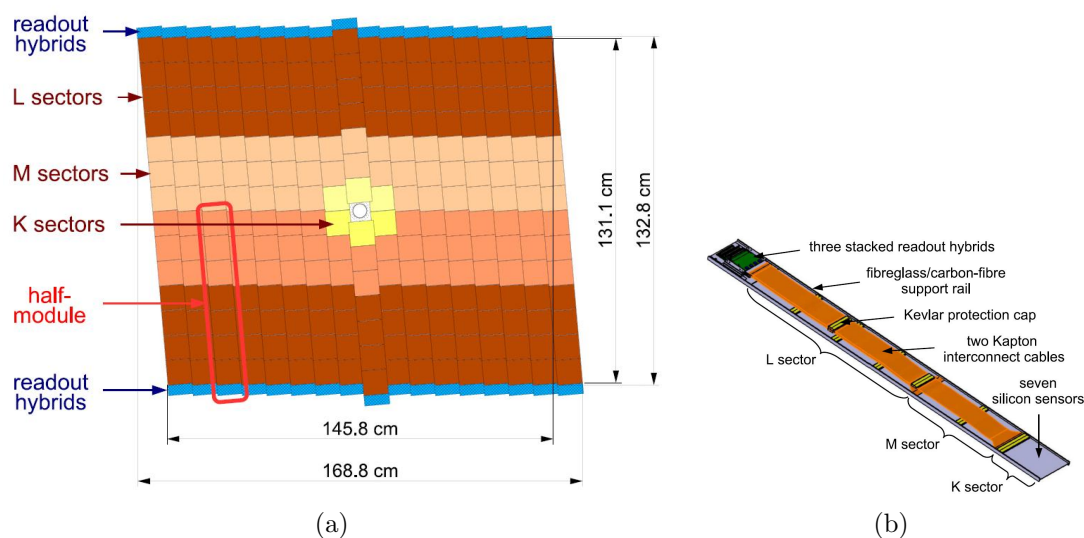 readout
hybrids
L sectors
M sectors
K sectors
half-
module
readout
hybrids
131.1 cm
132.8 cm
145.8 cm
168.8 cm
(a)
three stacked readout hybrids
fibreglass/carbon-fibre
support rail
Kevlar protection cap
two Kapton
interconnect cables
seven
silicon sensors
L sector
M sector
K sector
(b)